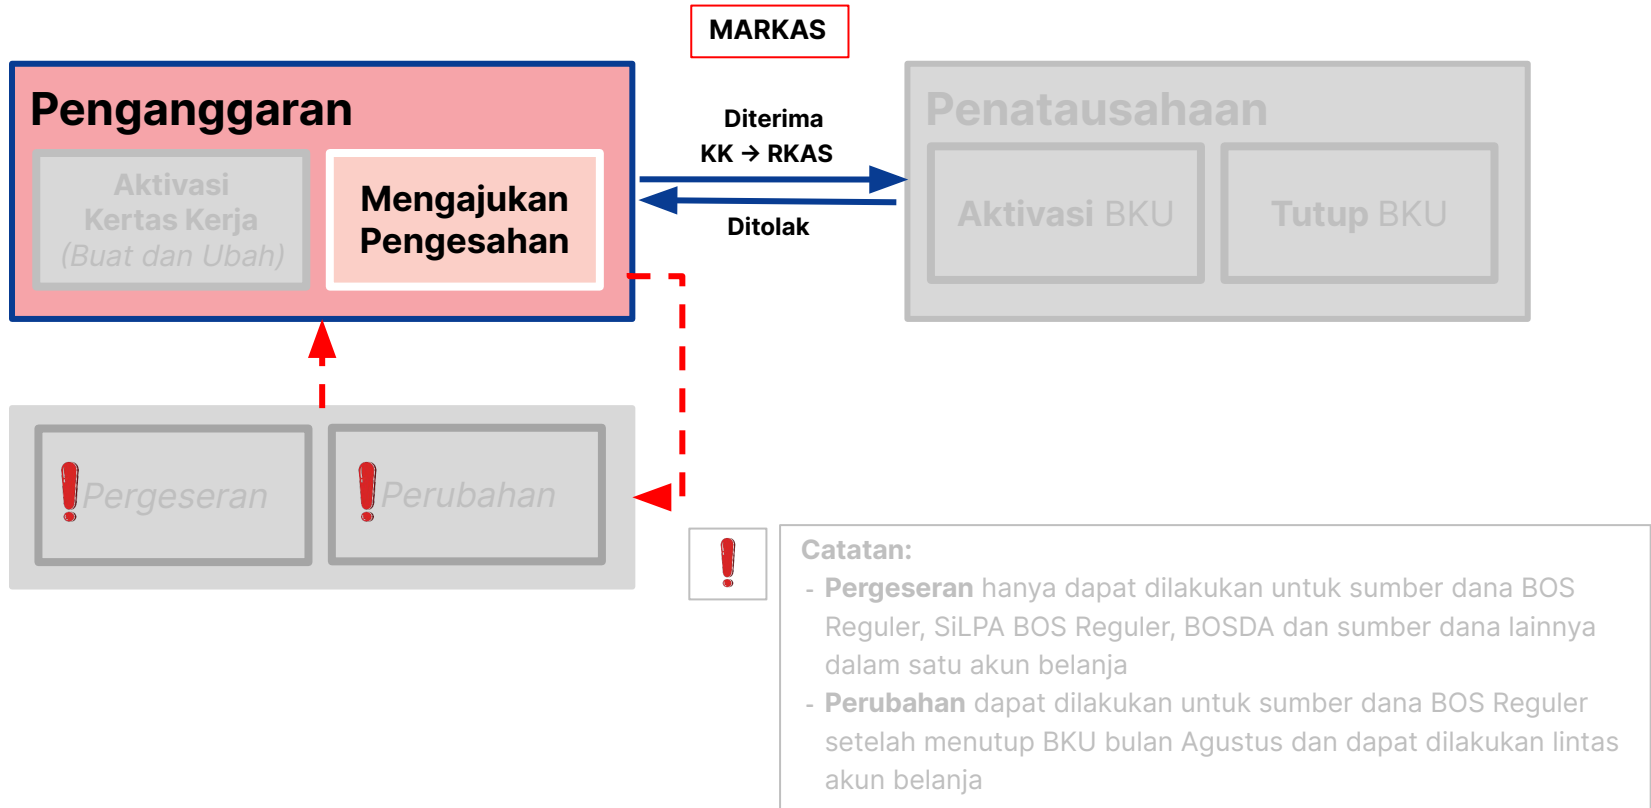 MARKAS
Penganggaran
Aktivasi
Kertas Kerja
(Buat dan Ubah)
Mengajukan
Pengesahan
Diterima
KK → RKAS
Ditolak
Penatausahaan
Aktivasi BKU
Tutup BKU
Pergeseran
Perubahan
Catatan:
- Pergeseran hanya dapat dilakukan untuk sumber dana BOS
Reguler, SiLPA BOS Reguler, BOSDA dan sumber dana lainnya
dalam satu akun belanja
- Perubahan dapat dilakukan untuk sumber dana BOS Reguler
setelah menutup BKU bulan Agustus dan dapat dilakukan lintas
akun belanja